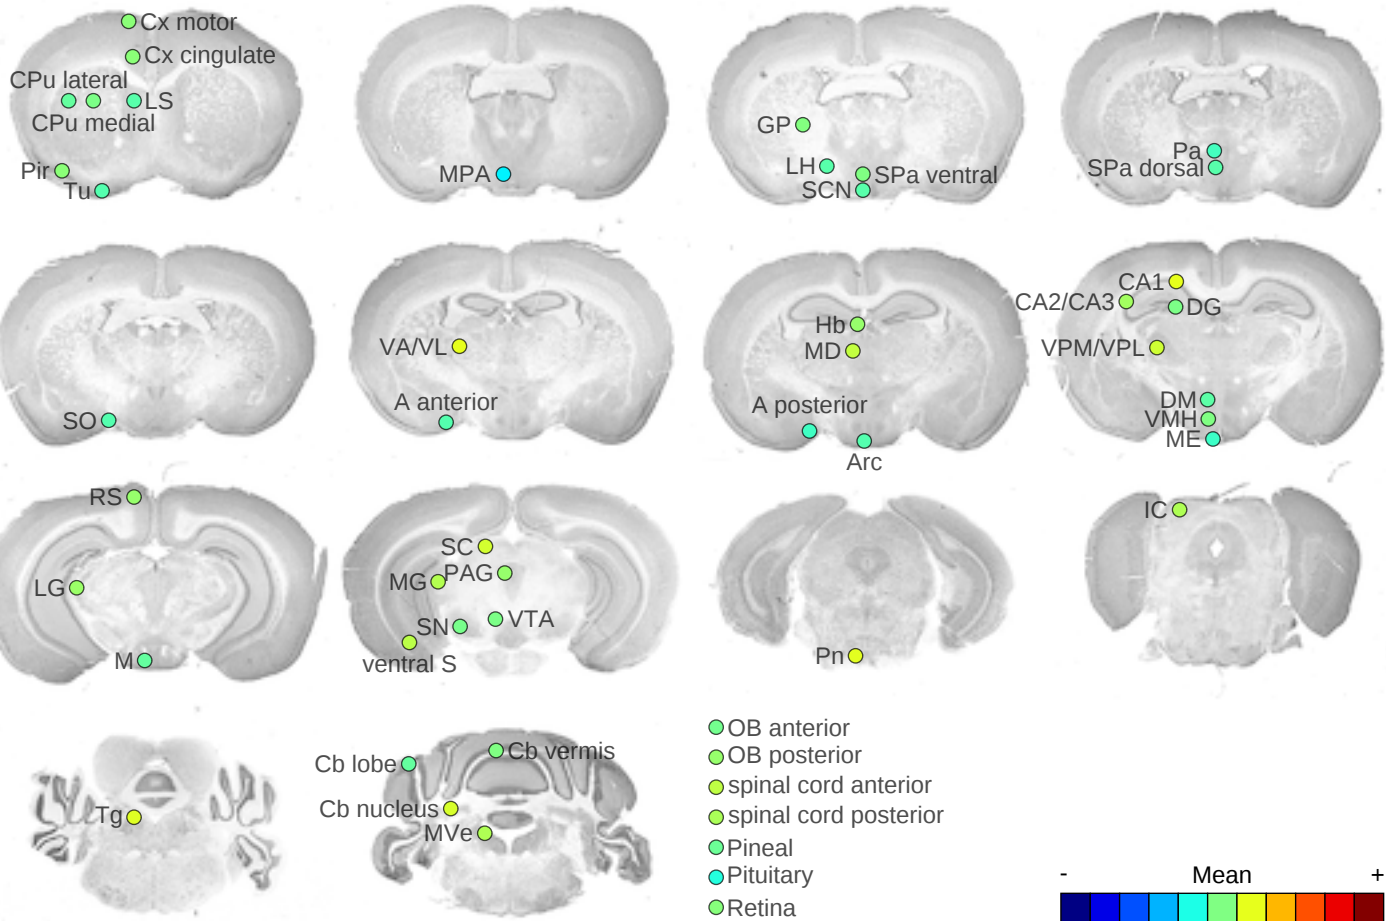 Cx motor
Cx cingulate
CPu lateral
LS
CPu medial
Pir
Tu
MPA
GP
LH
SPa ventral
SCN
Pa
SPa dorsal
SO
VA/VL
A anterior
Hb
MD
A posterior
Arc
CA1
CA2/CA3
DG
VPM/VPL
DM
VMH
ME
RS
LG
M
SC
MG
PAG
SN
VTA
ventral S
Pn
IC
Tg
Cb lobe
Cb vermis
Cb nucleus
MVe
OB anterior
OB posterior
spinal cord anterior
spinal cord posterior
Pineal
Pituitary
Retina
- Mean +